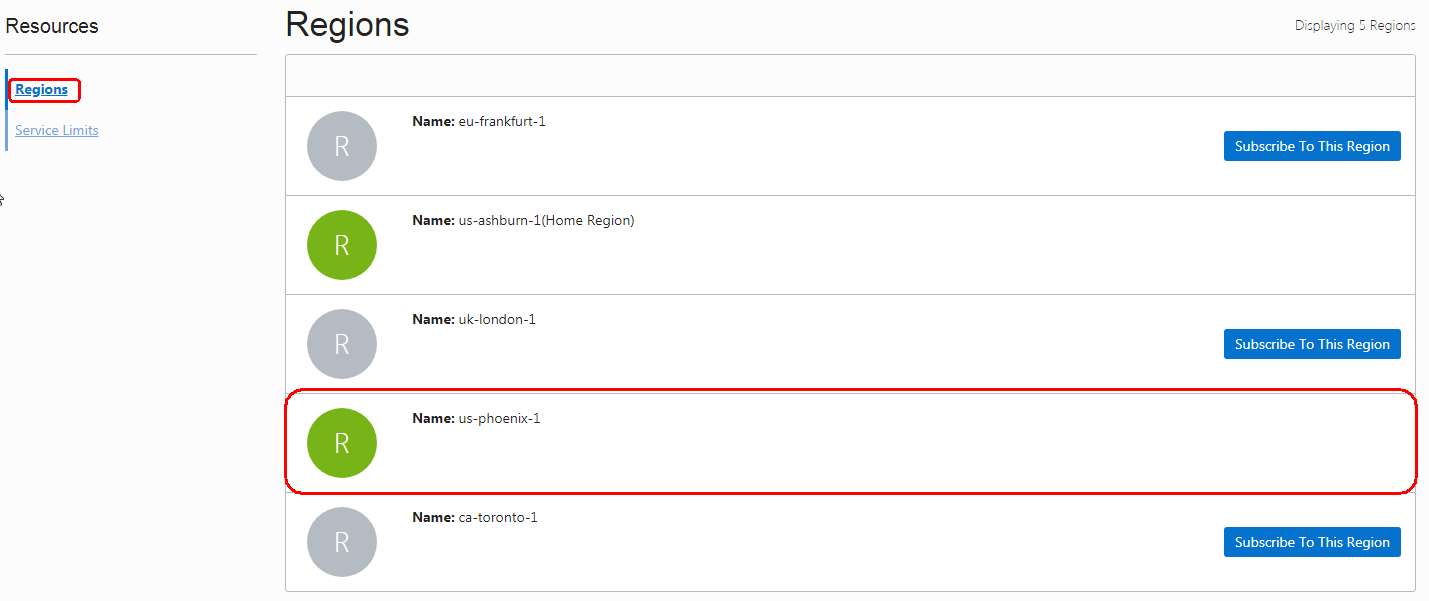 Resources
Regions
Service Limits
Regions
Displaying 5 Regions
R
Name: eu-frankfurt-1
Subscribe To This Region
R
Name: us-ashburn-1(Home Region)
R
Name: uk-london-1
Subscribe To This Region
R
Name: us-phoenix-1
R
Name: ca-toronto-1
Subscribe To This Region